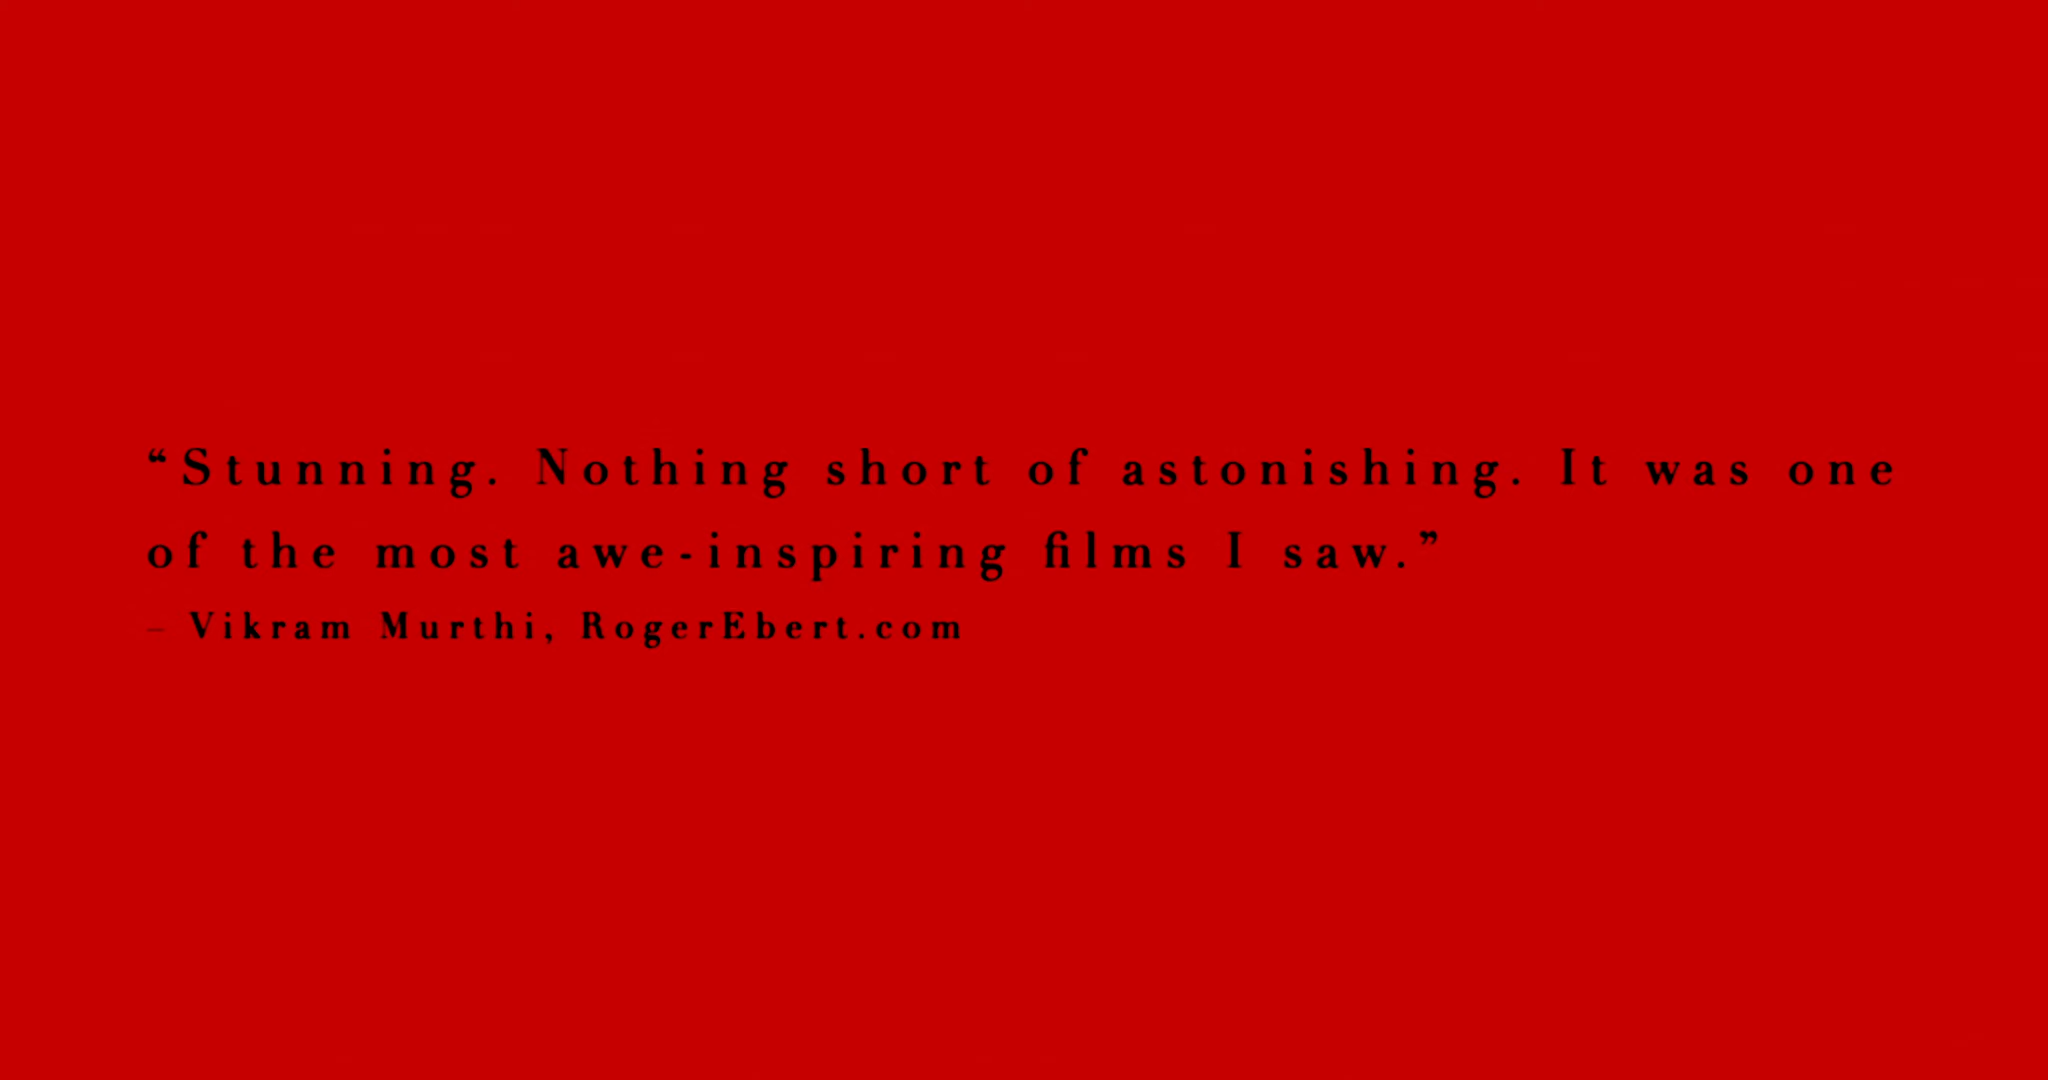 “Stunning. Nothing short of astonishing. It was one
of the most awe-inspiring films I saw.”
– Vikram Murthi, RogerEbert.com